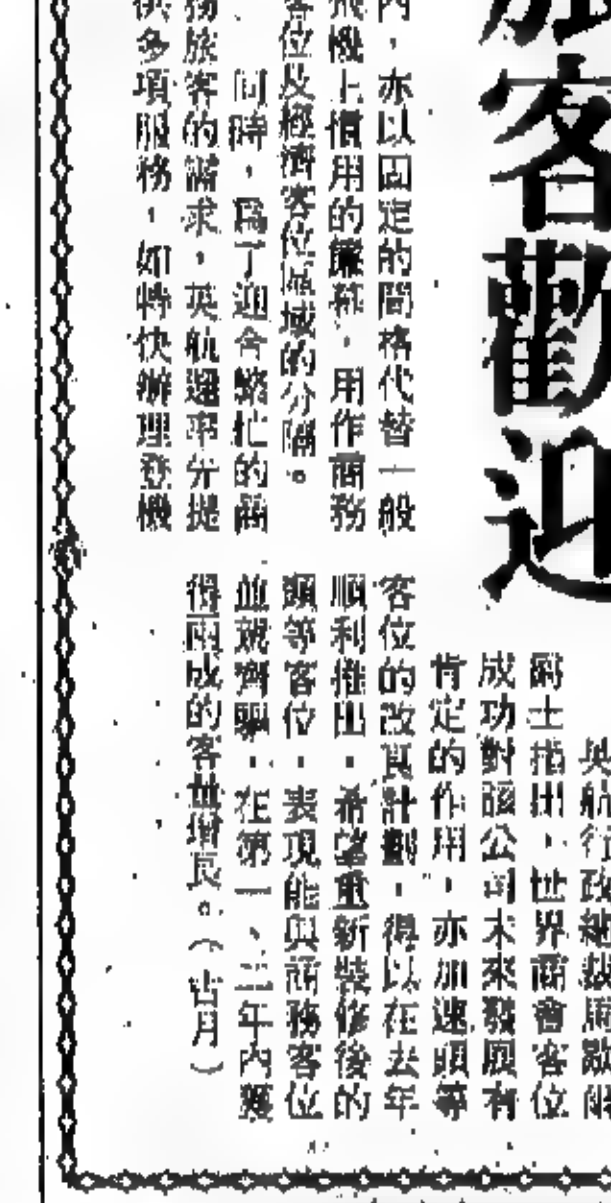 旅客歡迎
內，亦以固定的間格代替一般
飛機上慣用的簾幕，用作商務
客位及經濟客位區域的分隔。
同時，爲了迎合繁忙的商
務旅客的需求，英航還率先提
供多項服務，如特快辦理登機
英航行政總裁馬歇爾
爵士指出，世界商會客位
成功對該公司未來發展有
肯定的作用，亦加速頭等
客位的改良計劃，得以在去年
順利推出。希望重新裝修後的
頭等客位，表現能與商務客位
並競齊驅，在第一、二年內獲
得兩成的客量增長。（古月）